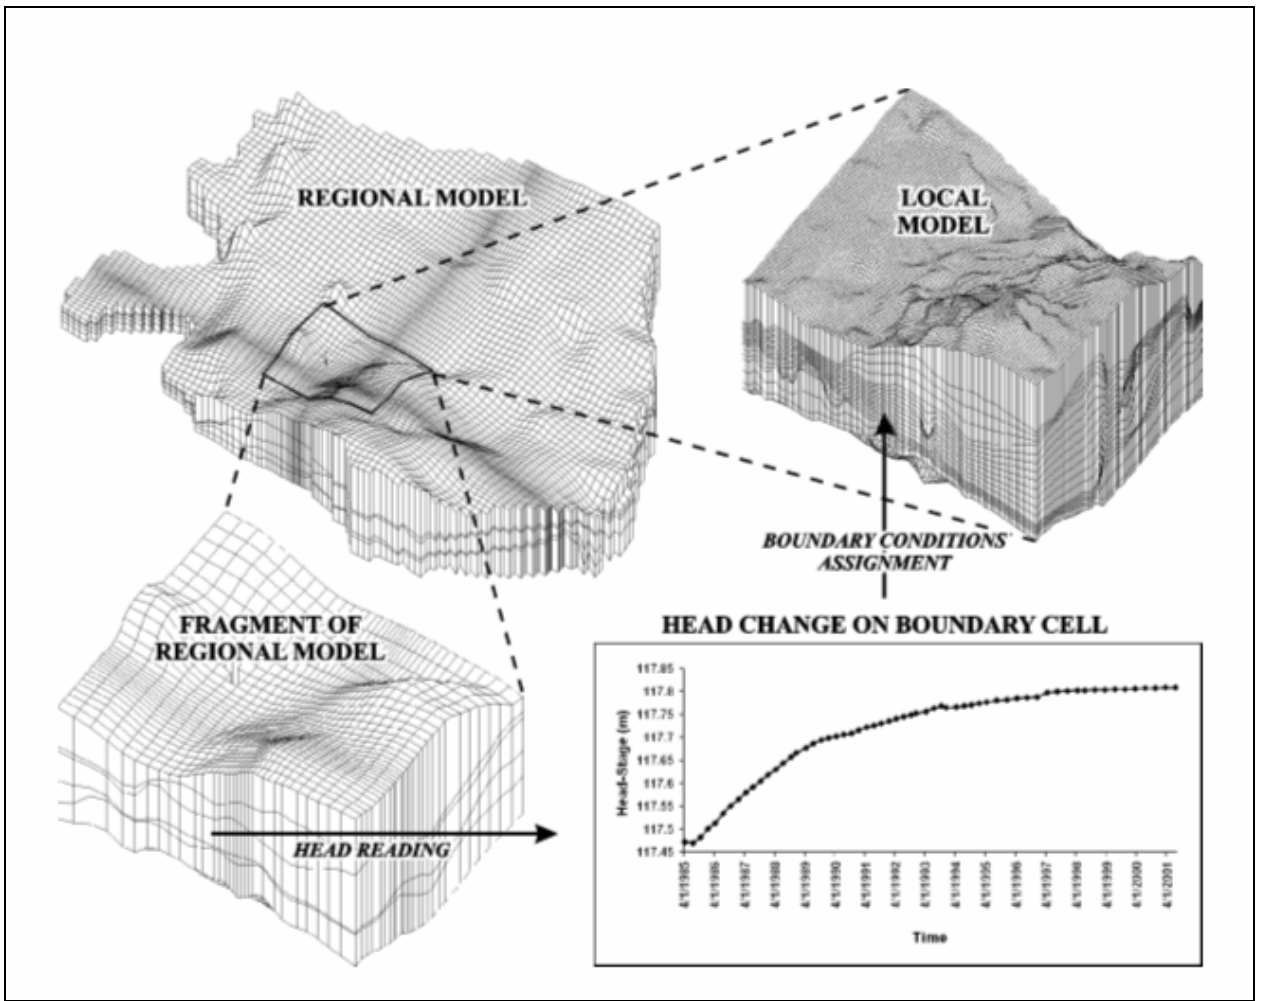 REGIONAL MODEL
LOCAL
MODEL
BOUNDARY CONDITIONS
ASSIGNMENT
FRAGMENT OF
REGIONAL MODEL
HEAD READING
HEAD CHANGE ON BOUNDARY CELL
117.85
117.8
117.75
117.7
117.65
117.6
117.55
117.5
117.45
Head-Stage (m)
4/1/1985
4/1/1986
4/1/1987
4/1/1988
4/1/1989
4/1/1990
4/1/1991
4/1/1992
4/1/1993
4/1/1994
4/1/1995
4/1/1996
4/1/1997
4/1/1998
4/1/1999
4/1/2000
4/1/2001
Time